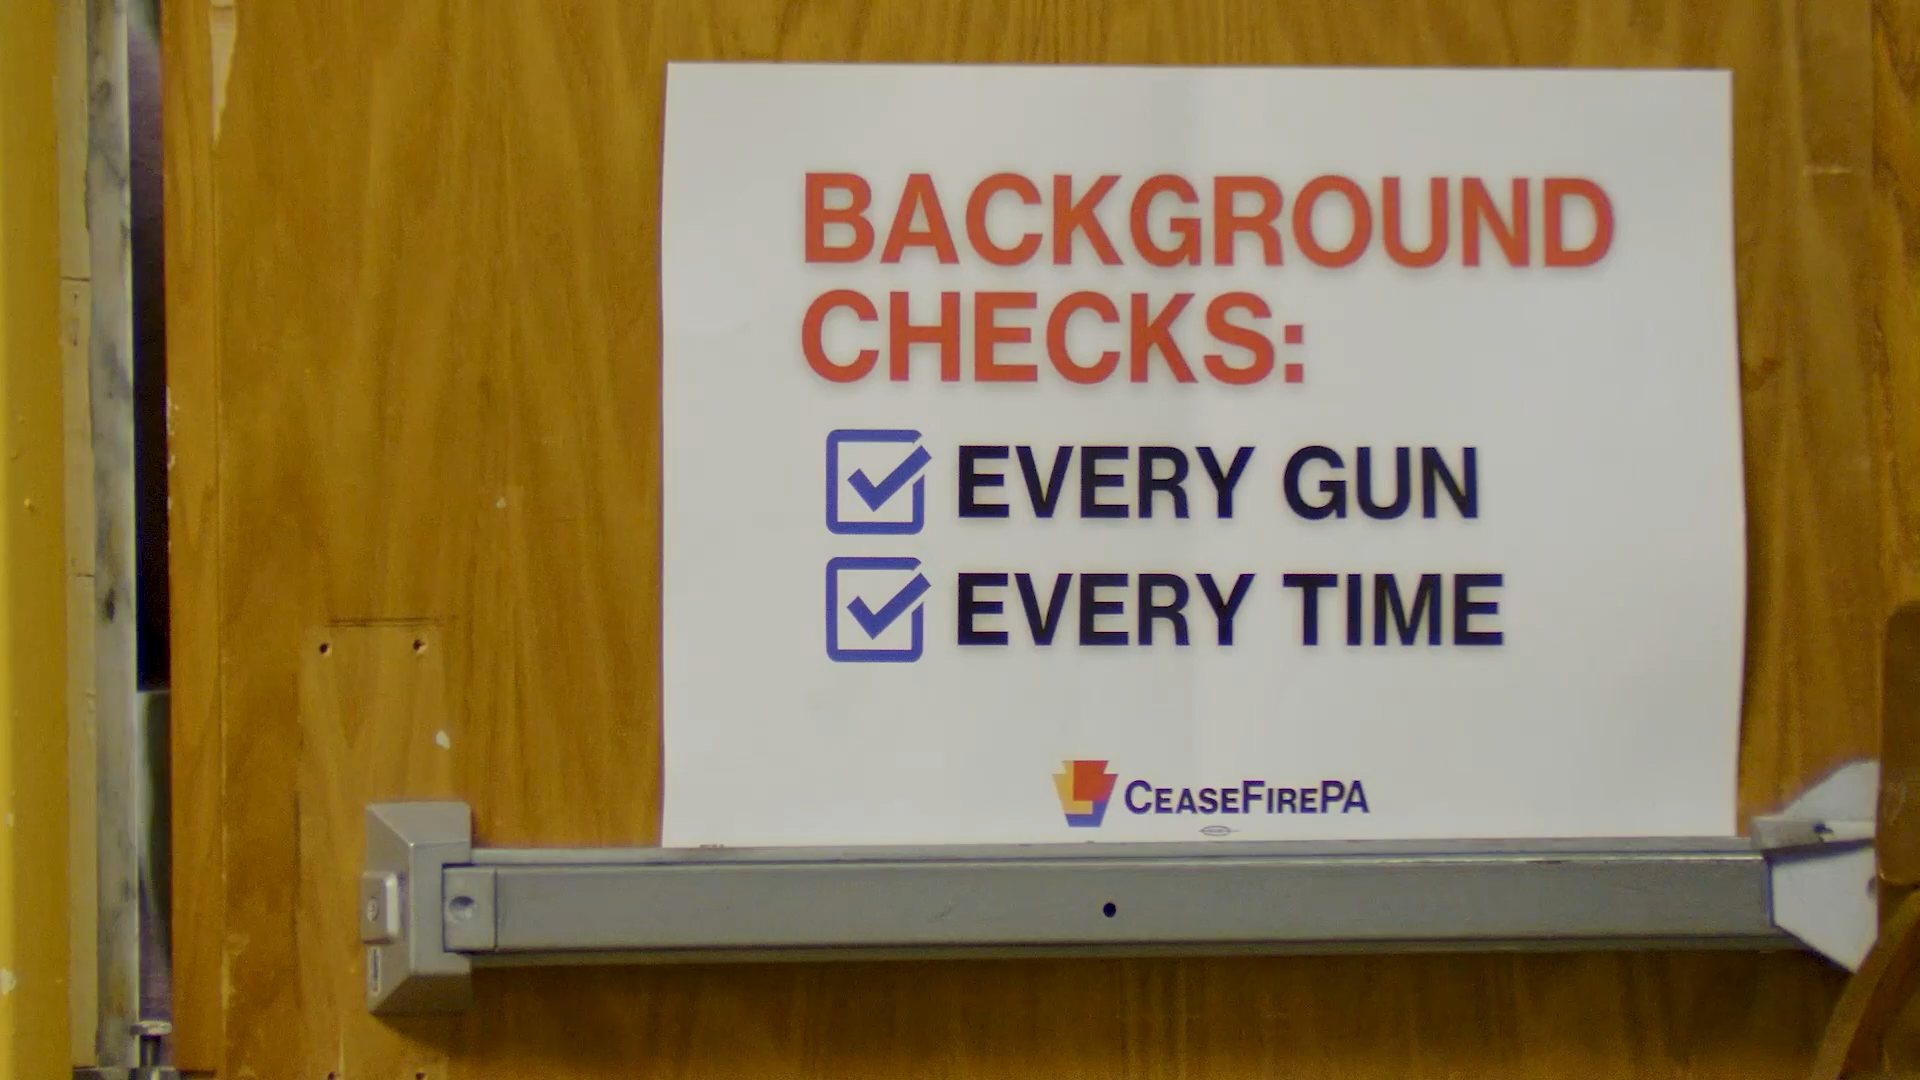 BACKGROUND
CHECKS:
EVERY GUN
EVERY TIME
CEASEFIREPA